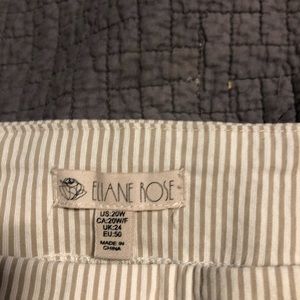 ELIANE ROSE
US:20W
CA:20W/F
UK:24
EU:50
MADE IN
CHINA